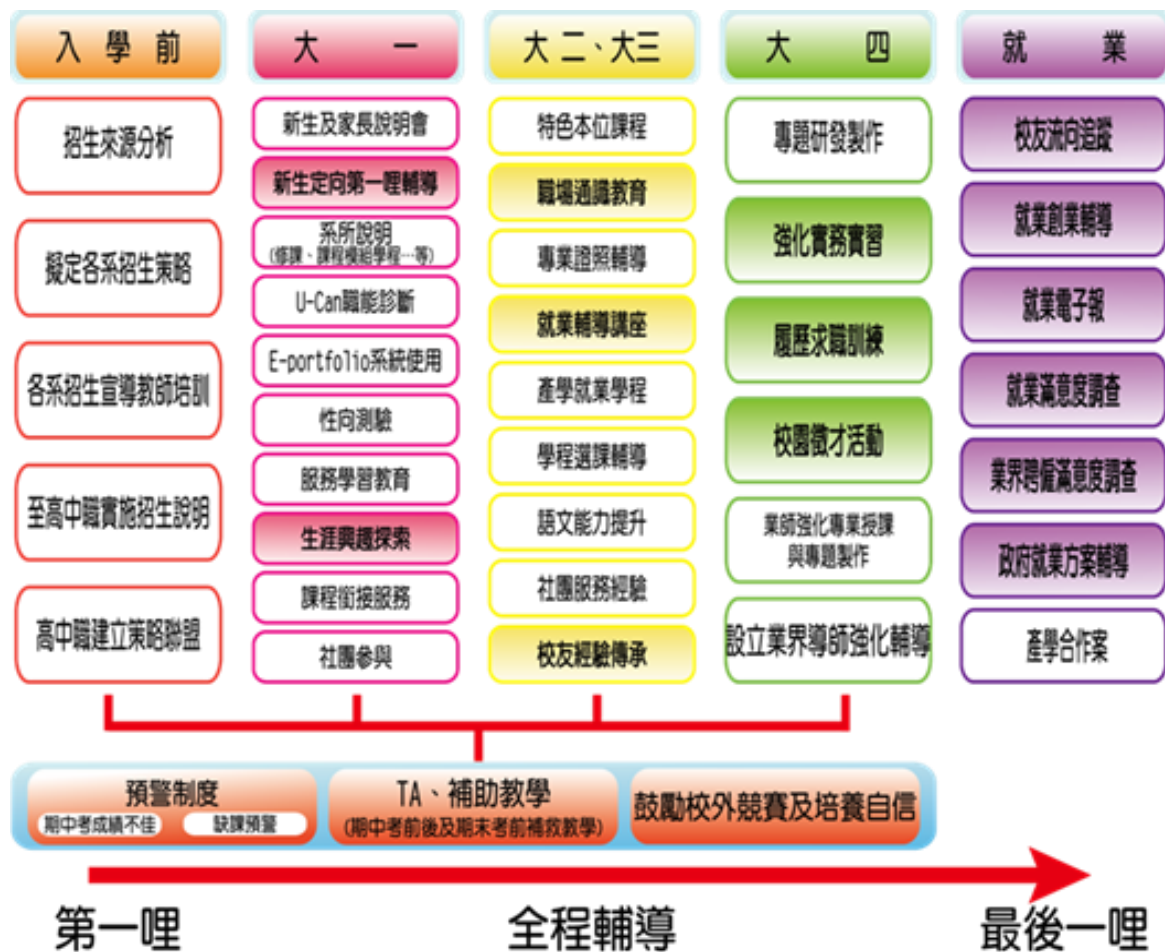 入學前
招生來源分析
擬定各系招生策略
各系招生宣導教師培訓
至高中職實施招生說明
高中職建立策略聯盟
大一
新生及家長說明會
新生定向第一哩輔導
系所說明
(修課、課程模組學程…等)
U-Can職能診斷
E-portfolio系統使用
性向測驗
服務學習教育
生涯興趣探索
課程銜接服務
社團參與
大二、大三
特色本位課程
職場通識教育
專業證照輔導
就業輔導講座
產學就業學程
學程選課輔導
語文能力提升
社團服務經驗
校友經驗傳承
大四
專題研發製作
強化實務實習
履歷求職訓練
校園徵才活動
業師強化專業授課
與專題製作
設立業界導師強化輔導
就業
校友流向追蹤
就業創業輔導
就業電子報
就業滿意度調查
業界聘僱滿意度調查
政府就業方案輔導
產學合作案
預警制度
期中考成績不佳
缺課預警
TA、補助教學
(期中考前後及期末考前補救教學)
鼓勵校外競賽及培養自信
第一哩
全程輔導
最後一哩